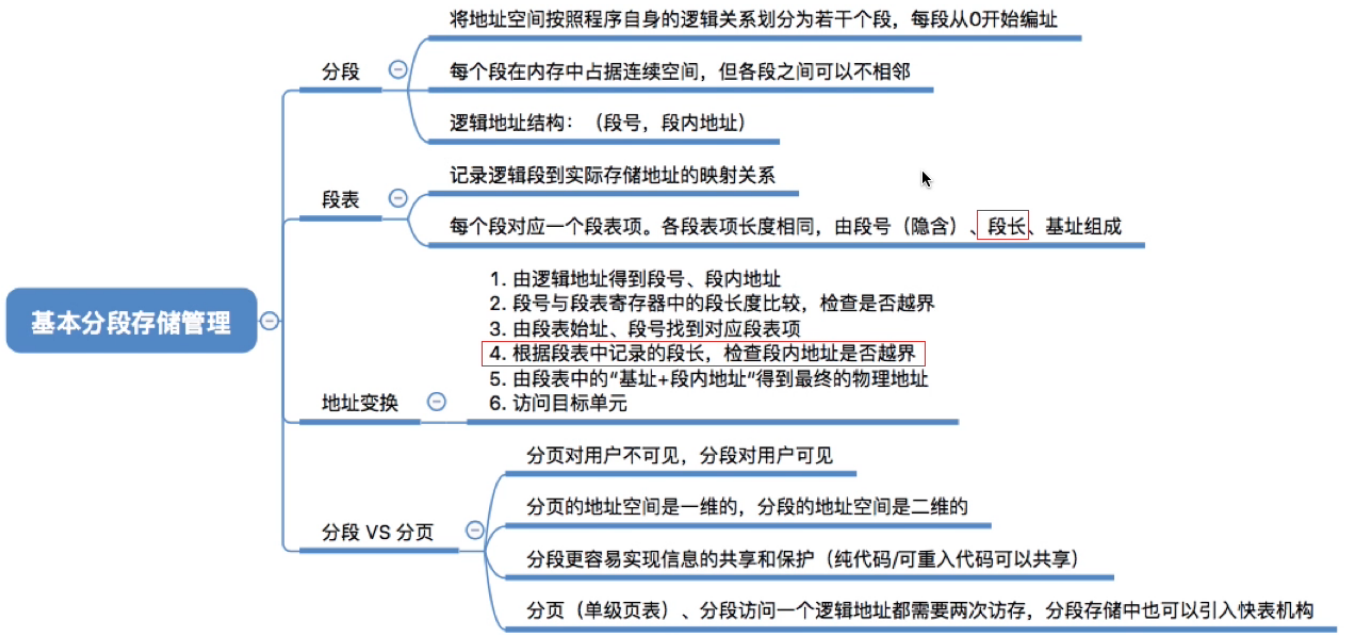 将地址空间按照程序自身的逻辑关系划分为若干个段，每段从0开始编址
分段
每个段在内存中占据连续空间，但各段之间可以不相邻
逻辑地址结构：（段号，段内地址）
记录逻辑段到实际存储地址的映射关系
段表
每个段对应一个段表项。各段表项长度相同，由段号（隐含）、段长、基址组成
基本分段存储管理
1. 由逻辑地址得到段号、段内地址
2. 段号与段表寄存器中的段长度比较，检查是否越界
3. 由段表始址、段号找到对应段表项
4. 根据段表中记录的段长，检查段内地址是否越界
5. 由段表中的“基址+段内地址”得到最终的物理地址
6. 访问目标单元
地址变换
分页对用户不可见，分段对用户可见
分页的地址空间是一维的，分段的地址空间是二维的
分段 VS 分页
分段更容易实现信息的共享和保护（纯代码/可重入代码可以共享）
分页（单级页表）、分段访问一个逻辑地址都需要两次访存，分段存储中也可以引入快表机构